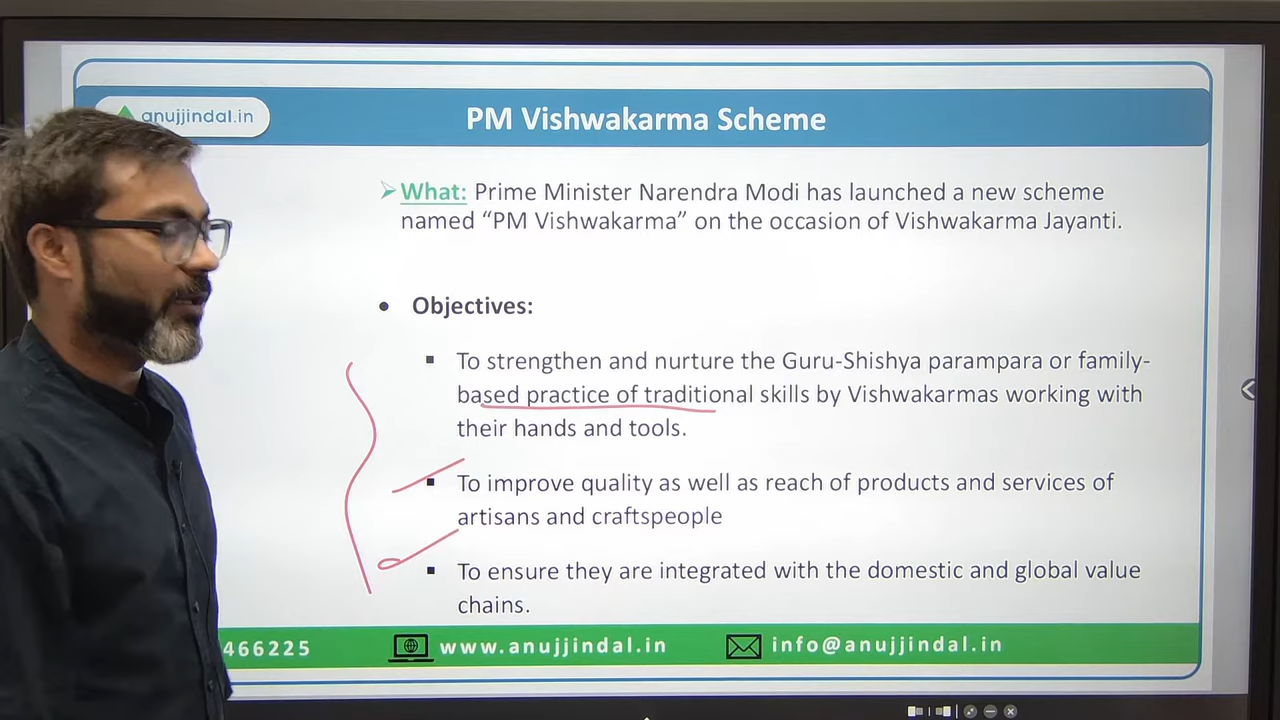 anujjindal.in
PM Vishwakarma Scheme
What: Prime Minister Narendra Modi has launched a new scheme
named “PM Vishwakarma” on the occasion of Vishwakarma Jayanti.
Objectives:
To strengthen and nurture the Guru-Shishya parampara or family-
based practice of traditional skills by Vishwakarmas working with
their hands and tools.
To improve quality as well as reach of products and services of
artisans and craftspeople
To ensure they are integrated with the domestic and global value
chains.
466225 www.anujjindal.in info@anujjindal.in